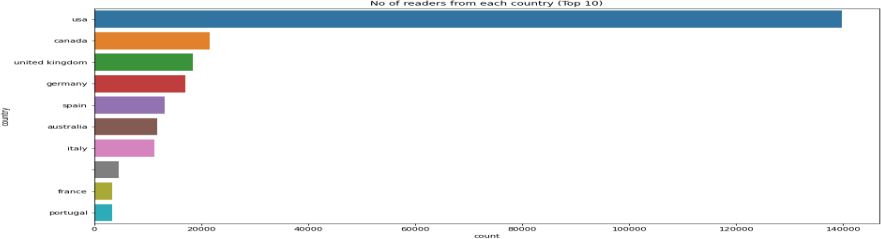 No of readers from each country (Top 10)
usa
canada
united kingdom
germany
spain
australia
italy
france
portugal
country
0 20000 40000 60000 80000 100000 120000 140000
count